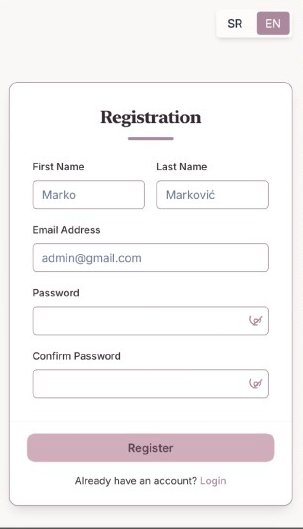 SR EN
Registration
First Name Last Name
Marko Marković
Email Address
admin@gmail.com
Password
Confirm Password
Register
Already have an account? Login